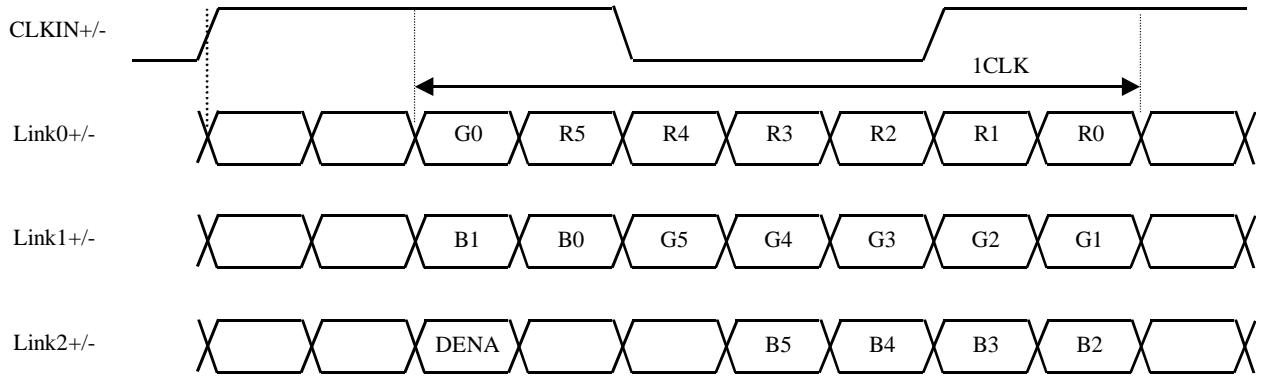 CLKIN+/-
1CLK
Link0+/- G0 R5 R4 R3 R2 R1 R0
Link1+/- B1 B0 G5 G4 G3 G2 G1
Link2+/- DENA B5 B4 B3 B2